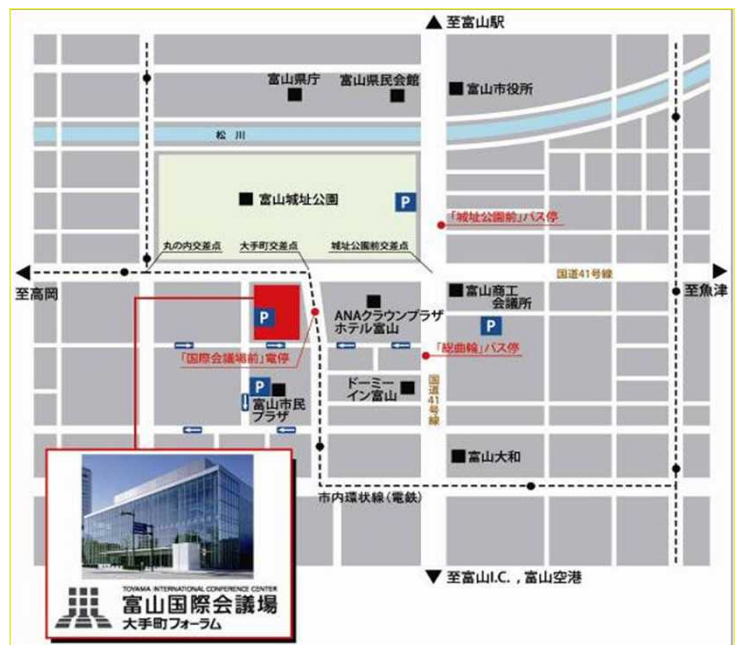 至富山駅
富山県庁
富山県民会館
富山市役所
松川
富山城址公園
P
「城址公園前」バス停
丸の内交差点
大手町交差点
城址公園前交差点
国道41号線
至高岡
至魚津
富山商工
会議所
P
ANAクラウンプラザ
ホテル富山
P
「国際会議場前」電停
「総曲輪」バス停
P
富山市民
プラザ
ドーミー
イン富山
国道41号線
富山大和
市内環状線(電鉄)
至富山I.C.,富山空港
TOYAMA INTERNATIONAL CONFERENCE CENTER
富山国際会議場
大手町フォーラム